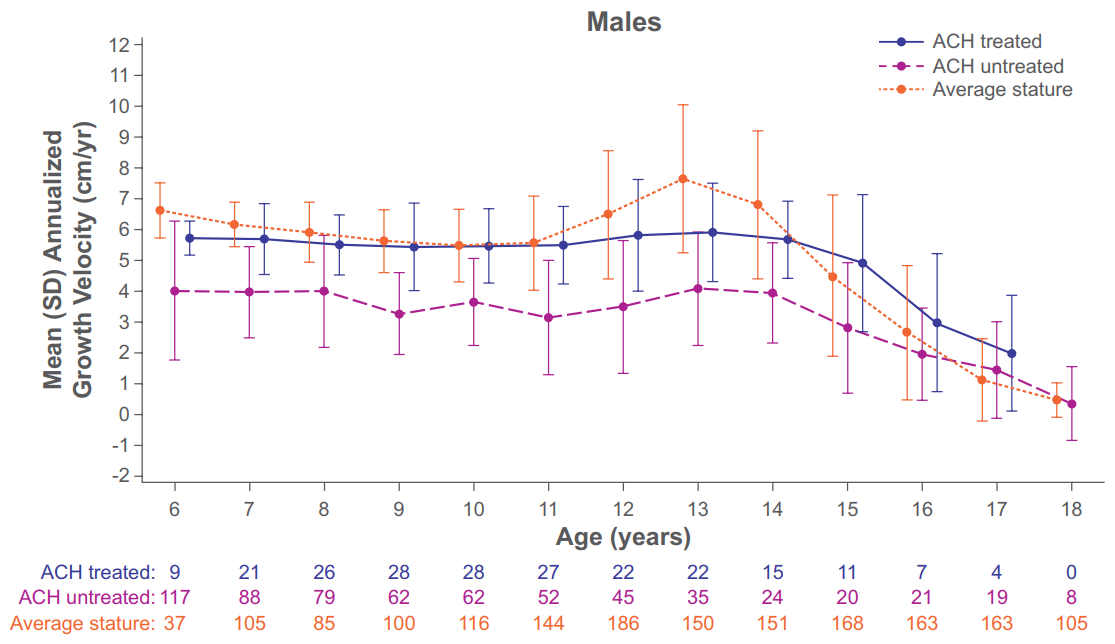 Males
ACH treated
ACH untreated
Average stature
Mean (SD) Annualized
Growth Velocity (cm/yr)
12
11
10
9
8
7
6
5
4
3
2
1
0
-1
-2
6 7 8 9 10 11 12 13 14 15 16 17 18
Age (years)
ACH treated: 9 21 26 28 28 27 22 22 15 11 7 4 0
ACH untreated: 117 88 79 62 62 52 45 35 24 20 21 19 8
Average stature: 37 105 85 100 116 144 186 150 151 168 163 163 105